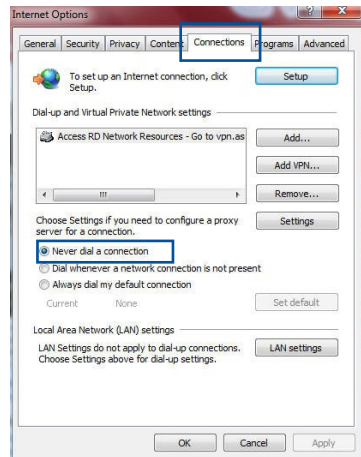 Internet Options
?
X
General Security Privacy Content Connections Programs Advanced
To set up an Internet connection, click
Setup.
Setup
Dial-up and Virtual Private Network settings
Access RD Network Resources - Go to vpn.as
Add...
Add VPN...
Remove...
Choose Settings if you need to configure a proxy
server for a connection.
Settings
Never dial a connection
Dial whenever a network connection is not present
Always dial my default connection
Current None
Set default
Local Area Network (LAN) settings
LAN Settings do not apply to dial-up connections.
Choose Settings above for dial-up settings.
LAN settings
OK Cancel Apply